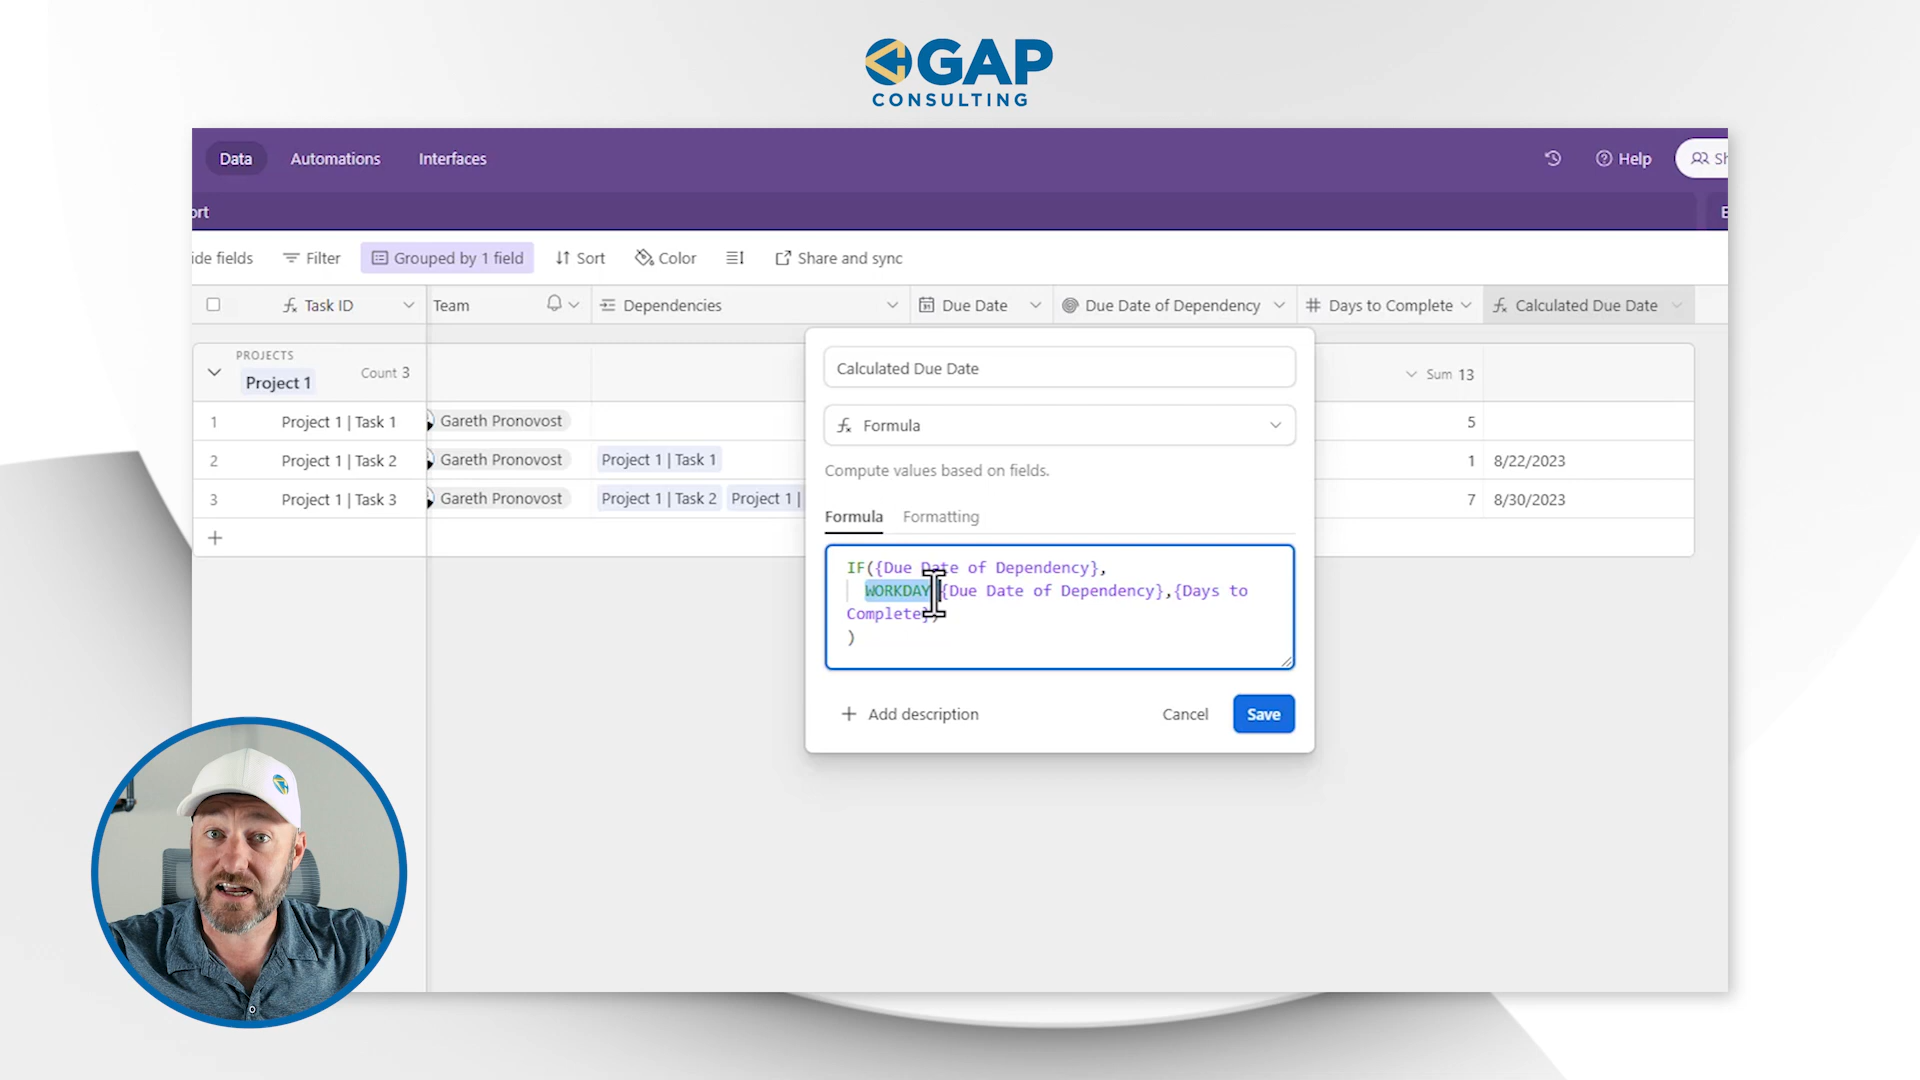 GAP
CONSULTING
Data Automations Interfaces Help Sh
ort E
ide fields Filter Grouped by 1 field Sort Color Share and sync
Task ID Team Dependencies Due Date Due Date of Dependency Days to Complete Calculated Due Date
PROJECTS
Project 1 Count 3 Sum 13
1 Project 1 | Task 1 Gareth Pronovost 5
2 Project 1 | Task 2 Gareth Pronovost Project 1 | Task 1 1 8/22/2023
3 Project 1 | Task 3 Gareth Pronovost Project 1 | Task 2 Project 1 | 7 8/30/2023
+
Calculated Due Date
Formula
Compute values based on fields.
Formula Formatting
IF({Due Date of Dependency},
WORKDAY({Due Date of Dependency},{Days to
Complete})
)
+ Add description Cancel Save